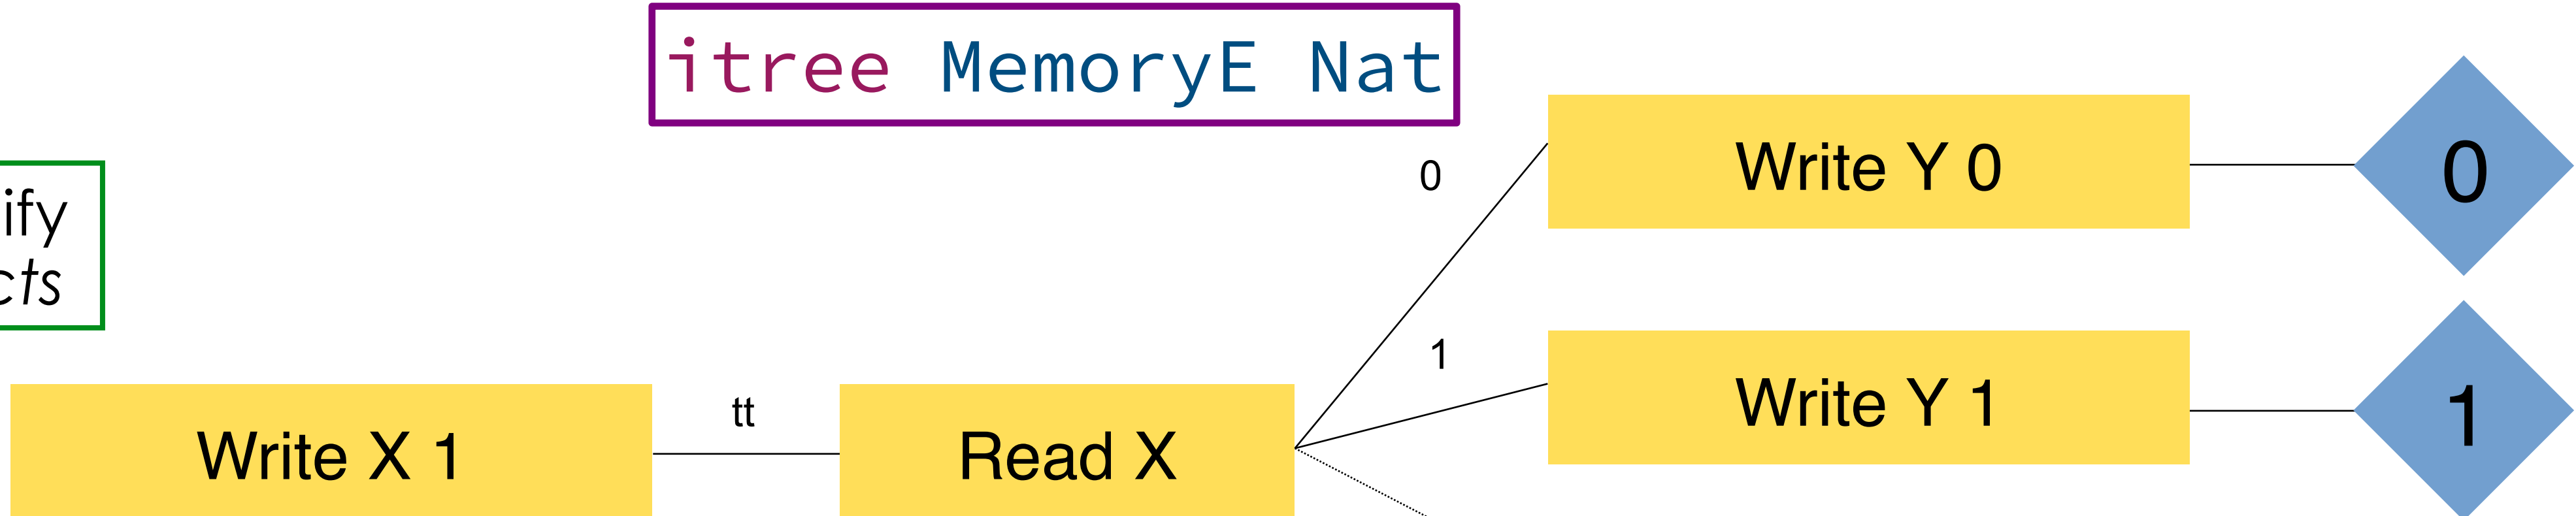 itree MemoryE Nat
0
Write Y 0
0
ify
cts
1
Write Y 1
1
Write X 1
tt
Read X